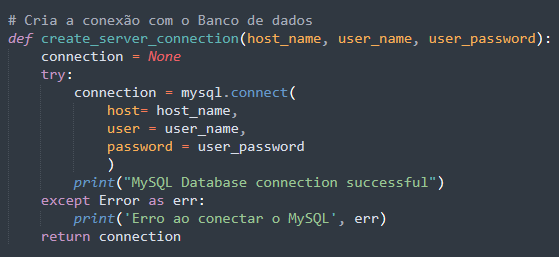 # Cria a conexão com o Banco de dados
def create_server_connection(host_name, user_name, user_password):
    connection = None
    try:
        connection = mysql.connect(
            host= host_name,
            user = user_name,
            password = user_password
            )
        print("MySQL Database connection successful")
    except Error as err:
        print('Erro ao conectar o MySQL', err)
    return connection